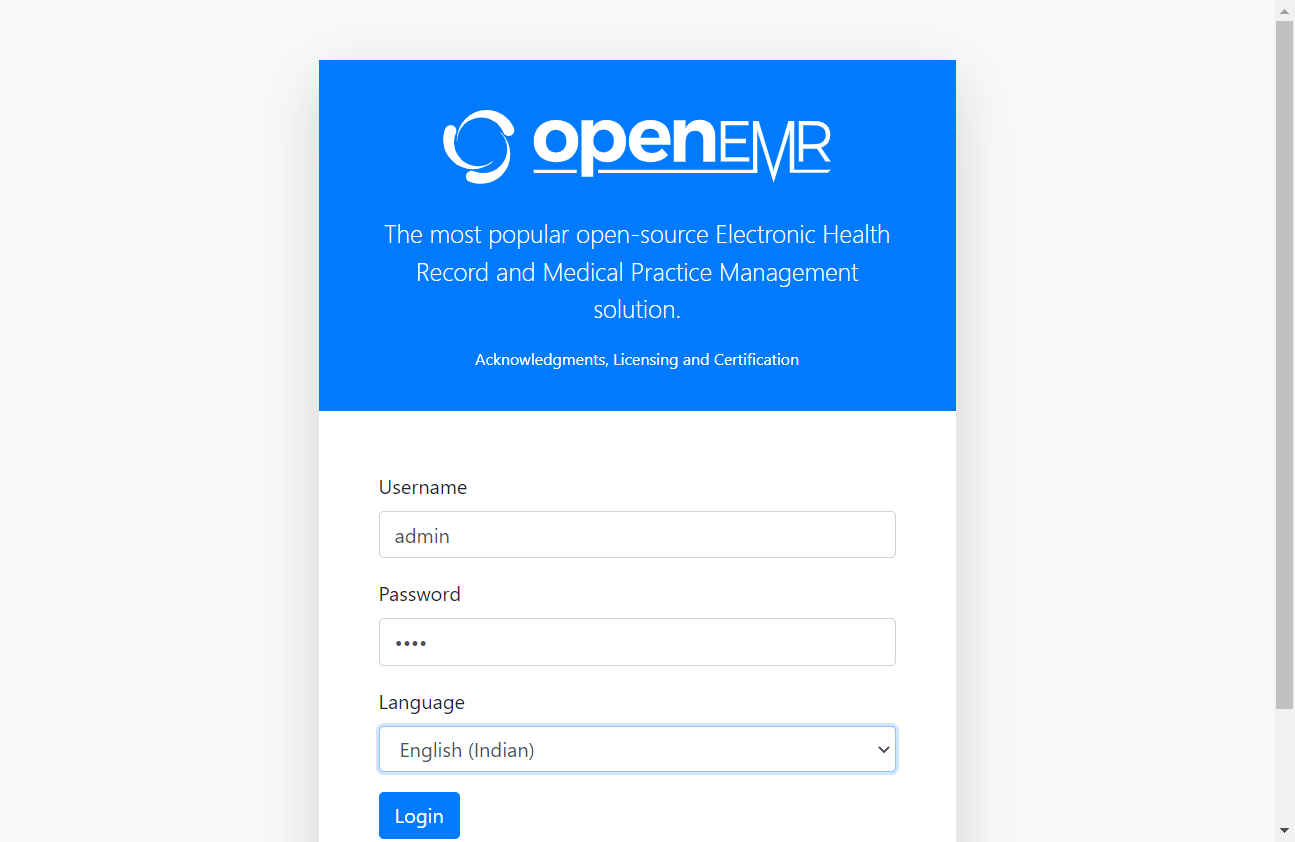 openEMR
The most popular open-source Electronic Health
Record and Medical Practice Management
solution.
Acknowledgments, Licensing and Certification
Username
admin
Password
••••
Language
English (Indian)
Login